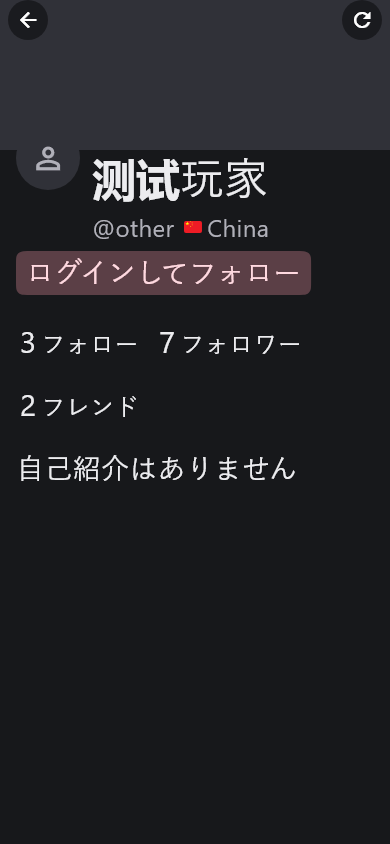 测试玩家
@other China
ログインしてフォロー
3 フォロー 7 フォロワー
2 フレンド
自己紹介はありません